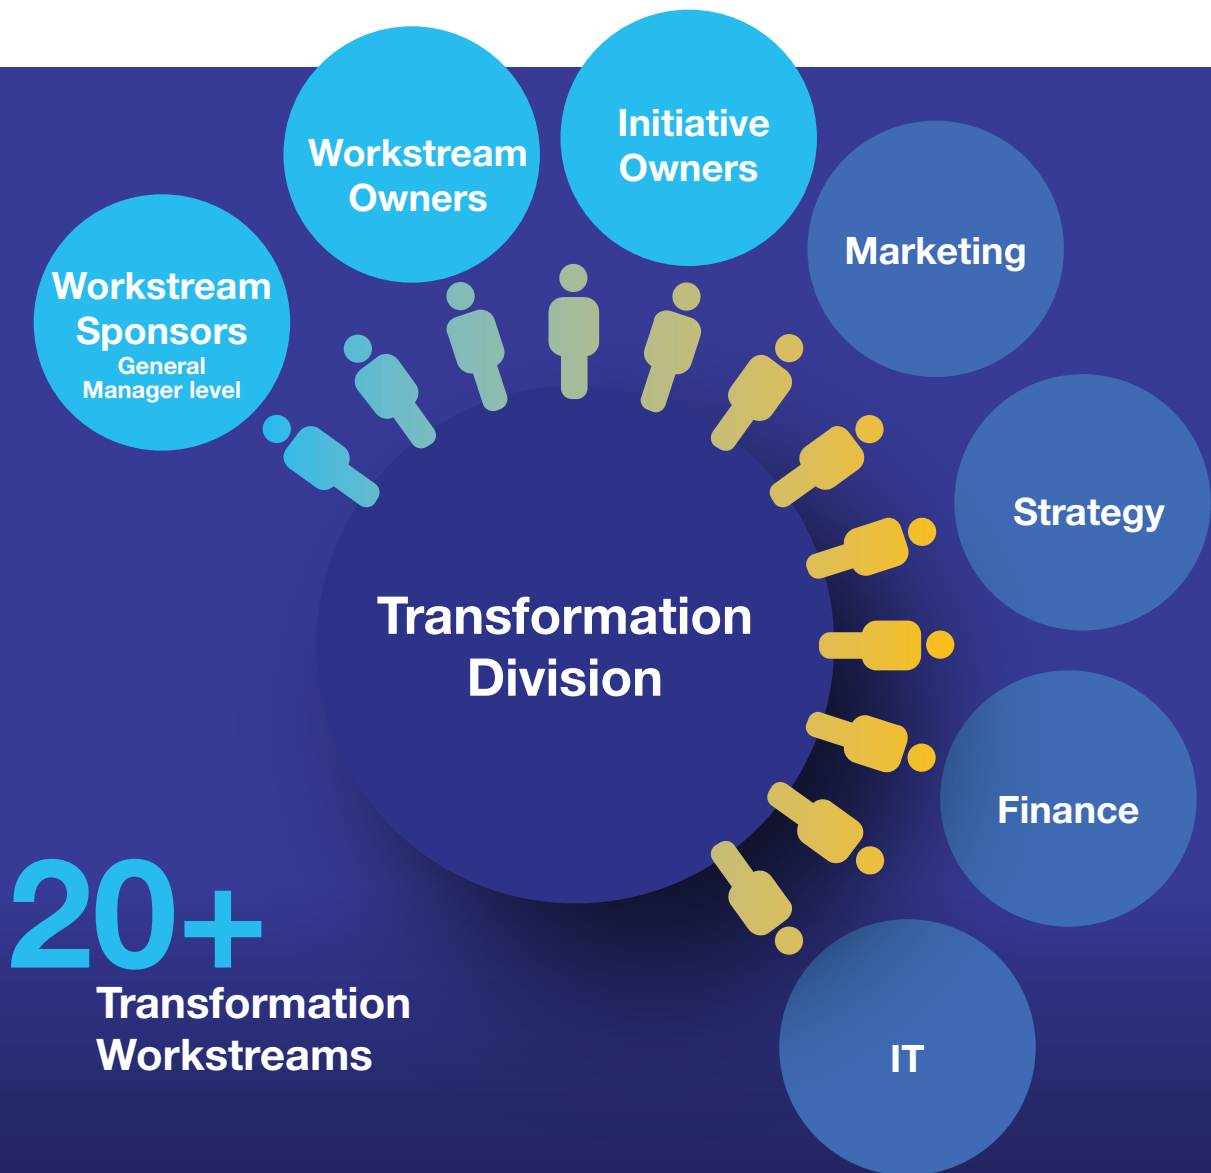 Initiative
Owners
Workstream
Owners
Marketing
Workstream
Sponsors
General
Manager level
Strategy
Transformation
Division
Finance
20+
Transformation
Workstreams
IT